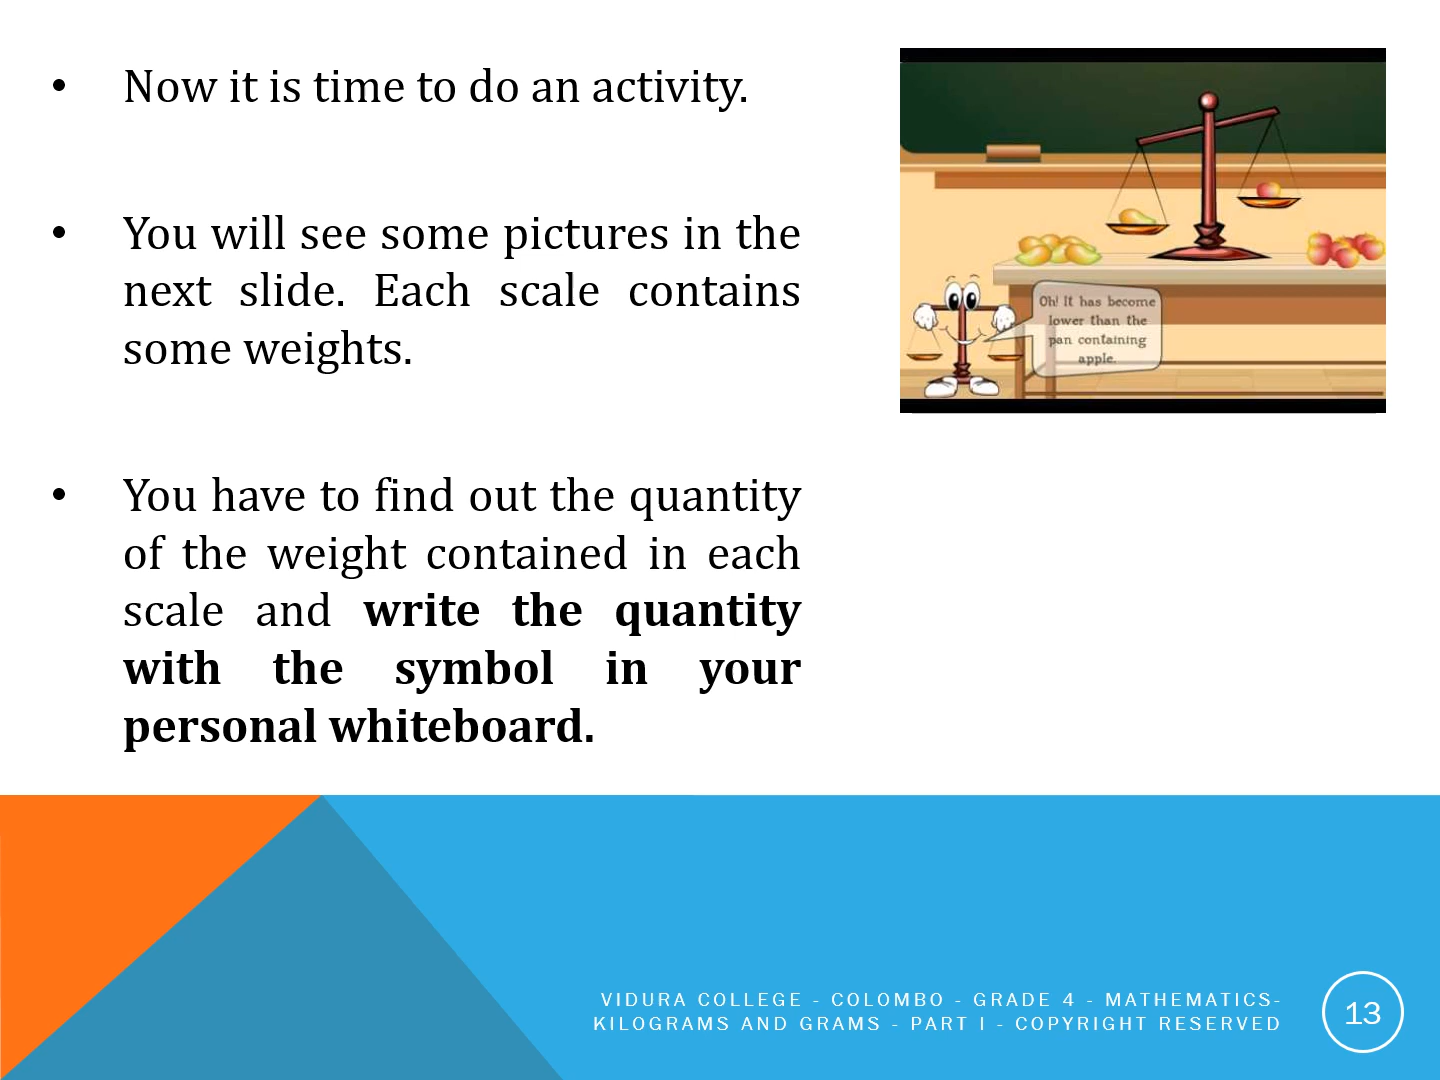 • Now it is time to do an activity.
• You will see some pictures in the
next slide. Each scale contains
some weights.
• You have to find out the quantity
of the weight contained in each
scale and write the quantity
with the symbol in your
personal whiteboard.
Oh! It has become
lower than the
pan containing
apple.
VIDURA COLLEGE - COLOMBO - GRADE 4 - MATHEMATICS-
KILOGRAMS AND GRAMS - PART I - COPYRIGHT RESERVED
13